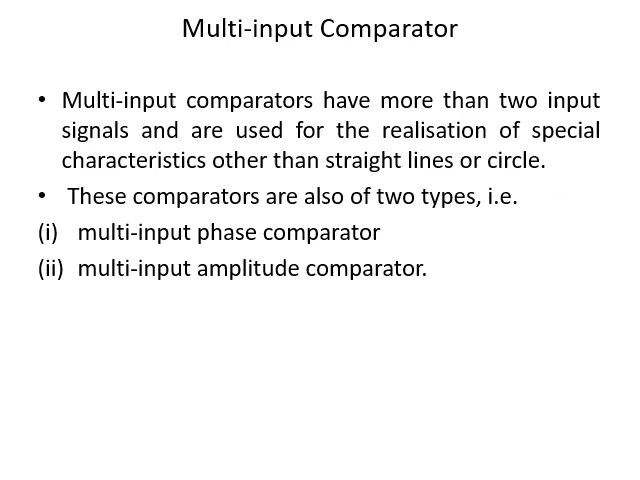 Multi-input Comparator
• Multi-input comparators have more than two input
signals and are used for the realisation of special
characteristics other than straight lines or circle.
• These comparators are also of two types, i.e.
(i) multi-input phase comparator
(ii) multi-input amplitude comparator.